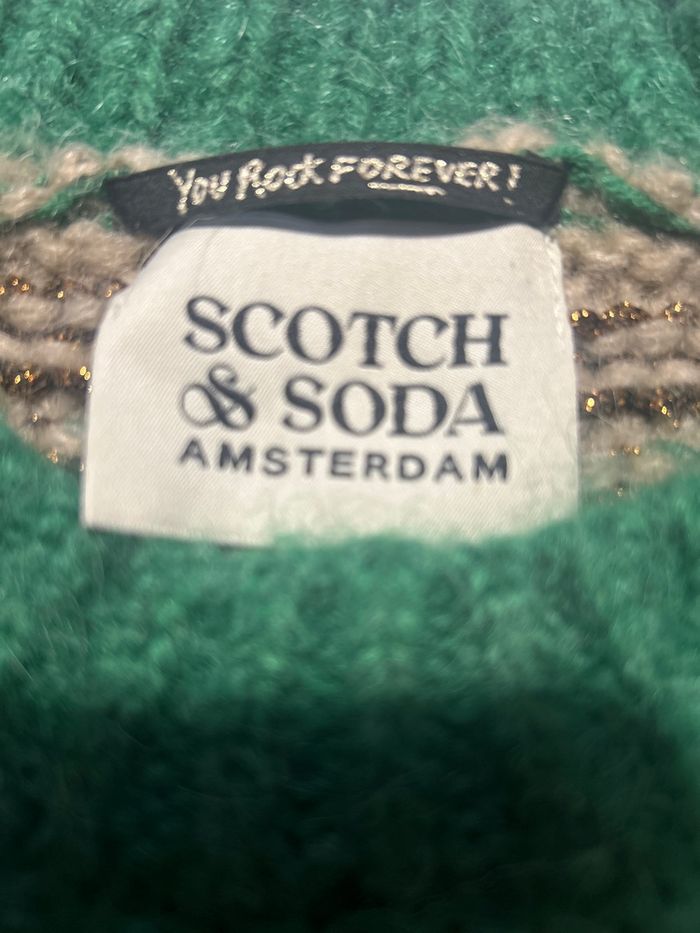 You Rock FOREVER!
SCOTCH
& SODA
AMSTERDAM